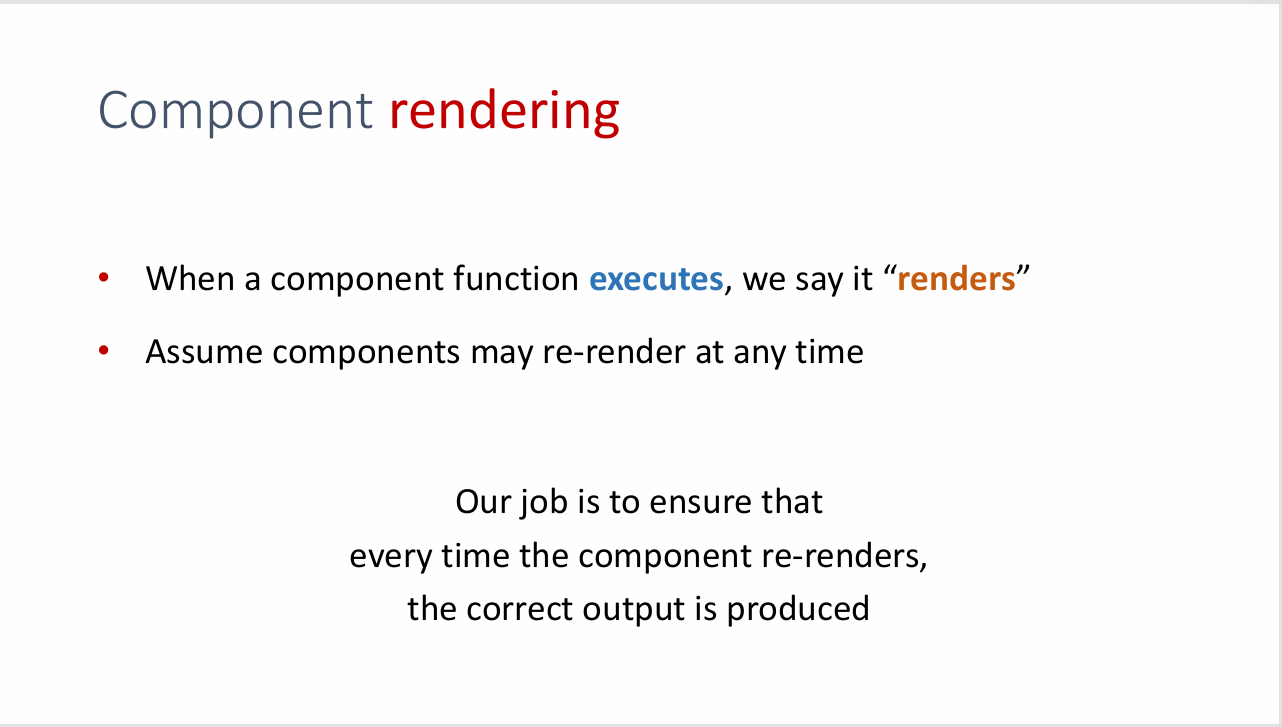 Component rendering
• When a component function executes, we say it “renders”
• Assume components may re-render at any time
Our job is to ensure that
every time the component re-renders,
the correct output is produced